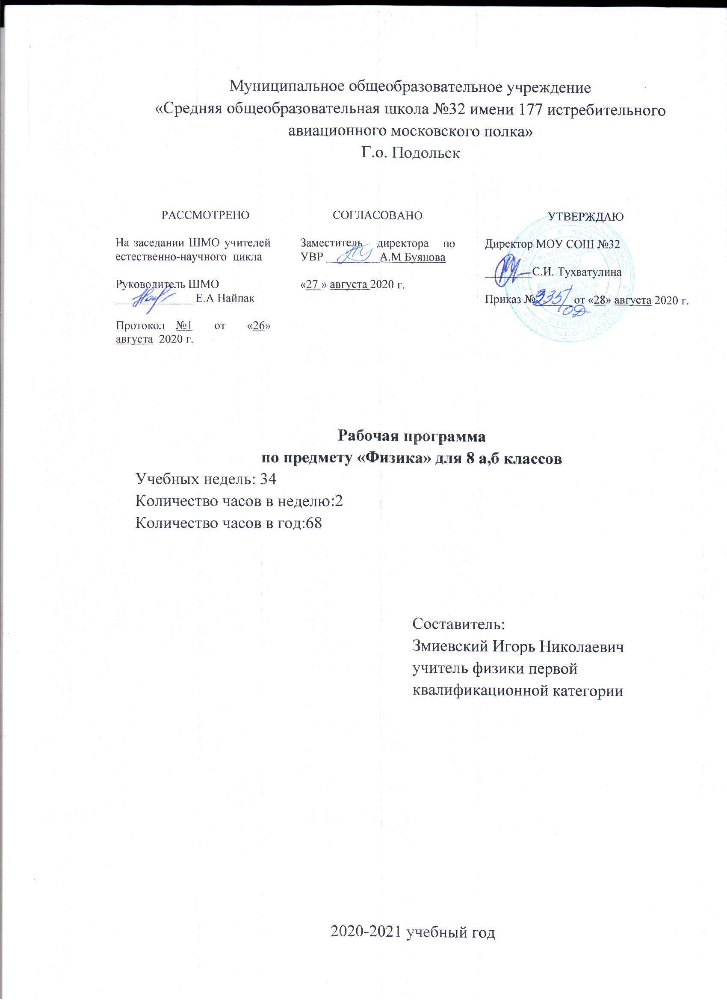 Муниципальное общеобразовательное учреждение
«Средняя общеобразовательная школа №32 имени 177 истребительного
авиационного московского полка»
Г.о. Подольск
РАССМОТРЕНО
На заседании ШМО учителей
естественно-научного цикла
Руководитель ШМО
______________ Е.А Найпак
Протокол №1 от «26»
августа 2020 г.
СОГЛАСОВАНО
Заместитель директора по
УВР _________А.М Буянова
«27 » августа 2020 г.
УТВЕРЖДАЮ
Директор МОУ СОШ №32
________С.И. Тухватулина
Приказ № 335/ОД от «28» августа 2020 г.
Рабочая программа
по предмету «Физика» для 8 а,б классов
Учебных недель: 34
Количество часов в неделю:2
Количество часов в год:68
Составитель:
Змиевский Игорь Николаевич
учитель физики первой
квалификационной категории
2020-2021 учебный год